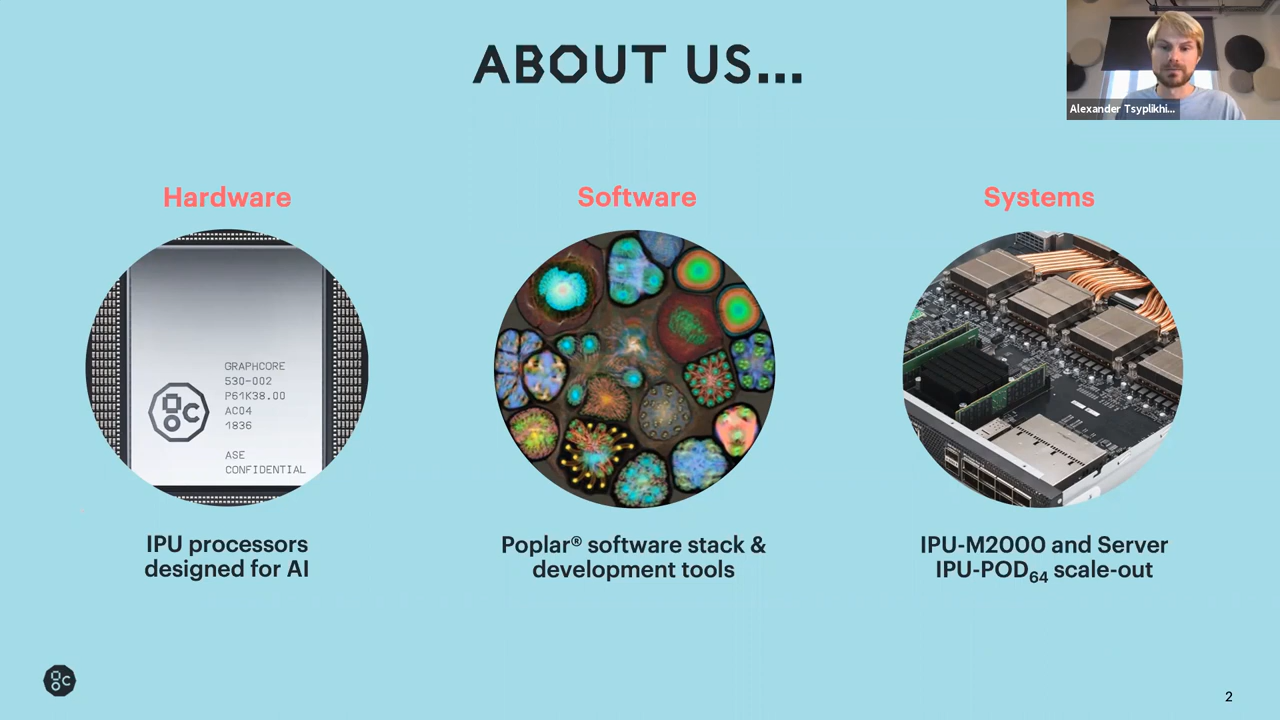 ABOUT US...
Alexander Tsyplikhi...
Hardware
Software
Systems
GRAPHCORE
530-002
P61K38.00
AC04
1836
ASE
CONFIDENTIAL
IPU processors
designed for AI
Poplar® software stack &
development tools
IPU-M2000 and Server
IPU-POD64 scale-out
2